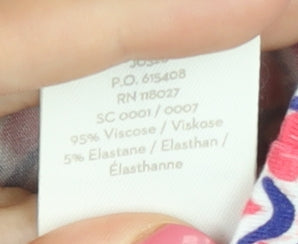 P.O. 615408
RN 118027
SC 0001 / 0007
95% Viscose / Viskose
5% Elastane / Elasthan /
Élasthanne